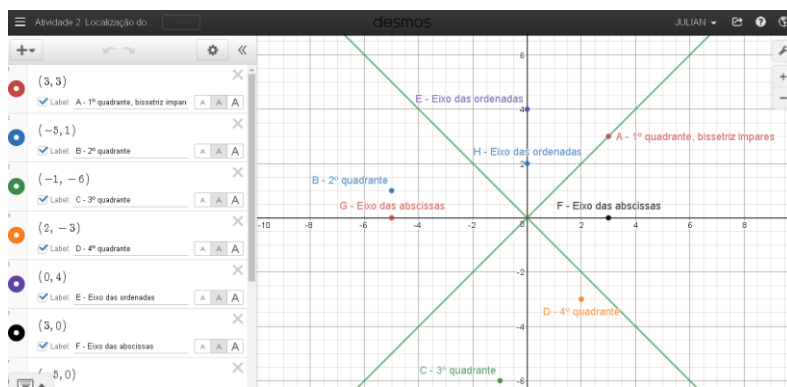 Atividade 2 Localização do...
desmos
JULIAN
(3, 3)
Label: A - 1º quadrante, bissetriz impare
A A A
(-5, 1)
Label: B - 2º quadrante
A A A
(-1, -6)
Label: C - 3º quadrante
A A A
(2, -3)
Label: D - 4º quadrante
A A A
(0, 4)
Label: E - Eixo das ordenadas
A A A
(3, 0)
Label: F - Eixo das abscissas
A A A
(-5, 0)
6
E - Eixo das ordenadas
4
A - 1º quadrante, bissetriz impares
H - Eixo das ordenadas
2
B - 2º quadrante
G - Eixo das abscissas
F - Eixo das abscissas
-10 -8 -6 -4 -2 0 2 4 6 8
-2
D - 4º quadrante
-4
C - 3º quadrante
-6